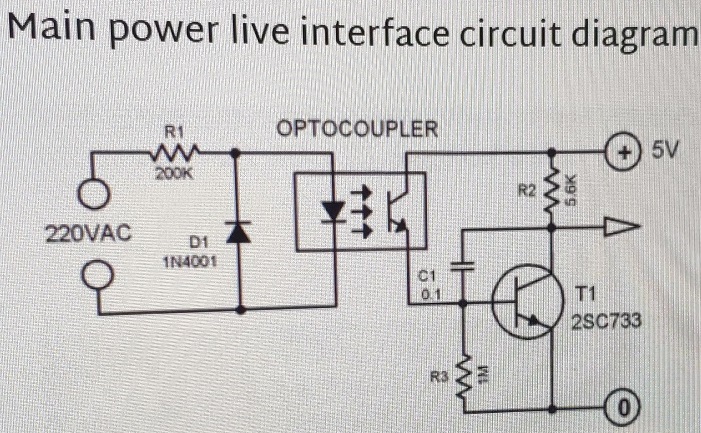 Main power live interface circuit diagram
OPTOCOUPLER
R1
200K
+
5V
R2
5.6K
220VAC
D1
1N4001
C1
0.1
T1
2SC733
R3
1M
0